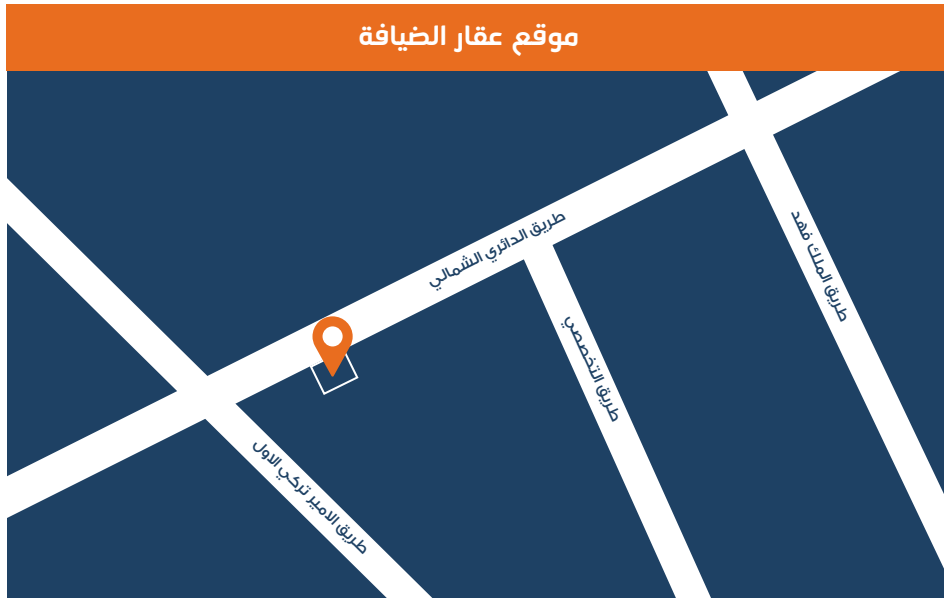 موقع عقار الضيافة
طريق الملك فهد
طريق الدائري الشمالي
طريق التخصصي
طريق الامير تركي الاول